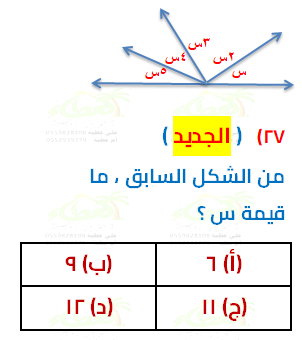 س
٢س
٣س
٤س
٥س
٢٧) ( الجديد )
من الشكل السابق ، ما
قيمة س ؟
(أ) ٦
(ب) ٩
(ج) ١١
(د) ١٢